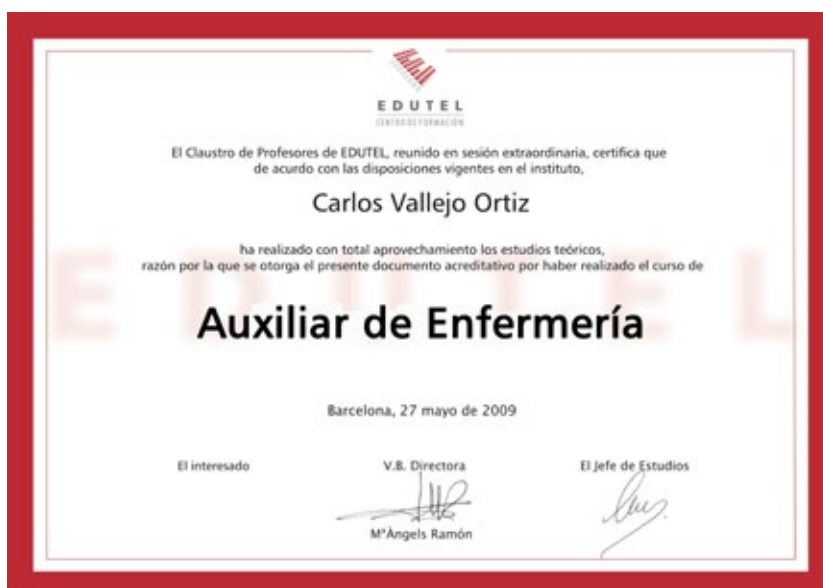 EDUTEL
CENTRO DE FORMACIÓN
El Claustro de Profesores de EDUTEL, reunido en sesión extraordinaria, certifica que
de acuerdo con las disposiciones vigentes en el instituto,
Carlos Vallejo Ortiz
ha realizado con total aprovechamiento los estudios teóricos,
razón por la que se otorga el presente documento acreditativo por haber realizado el curso de
EDUTEL
Auxiliar de Enfermería
Barcelona, 27 mayo de 2009
El interesado V.B. Directora El Jefe de Estudios
MªÀngels Ramón